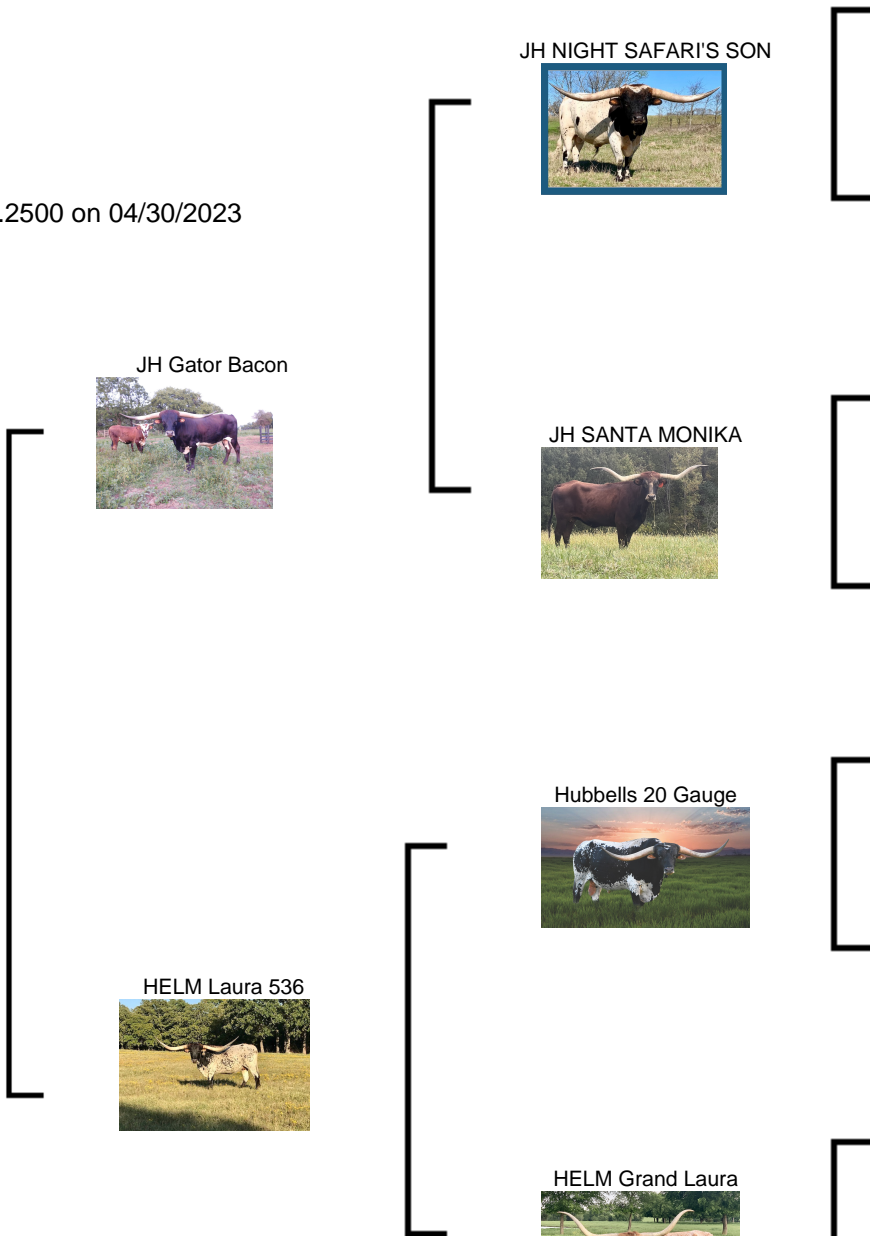 JH NIGHT SAFARI'S SON
.2500 on 04/30/2023
JH Gator Bacon
JH SANTA MONIKA
Hubbells 20 Gauge
HELM Laura 536
HELM Grand Laura